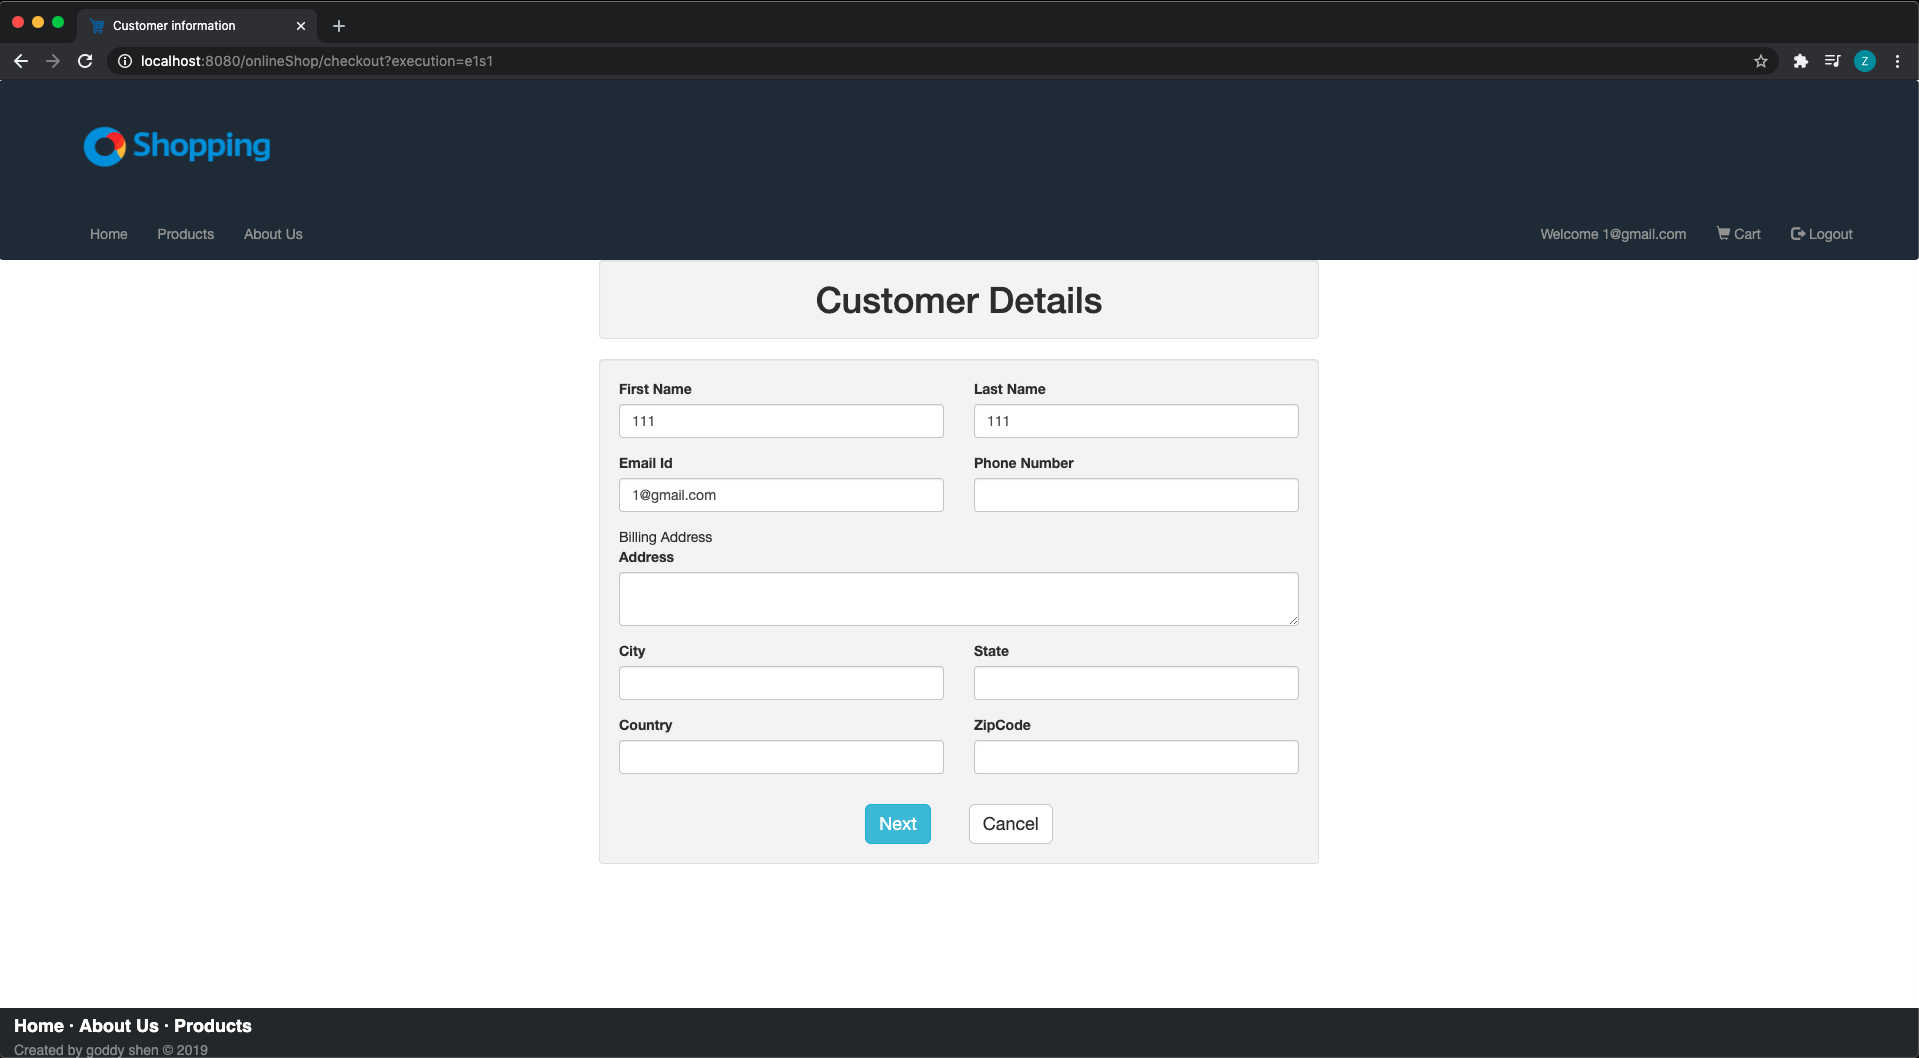 Customer information
localhost:8080/onlineShop/checkout?execution=e1s1
Z
Shopping
Home Products About Us Welcome 1@gmail.com Cart Logout
Customer Details
First Name Last Name
111 111
Email Id Phone Number
1@gmail.com
Billing Address
Address
City State
Country ZipCode
Next Cancel
Home · About Us · Products
Created by goddy shen © 2019